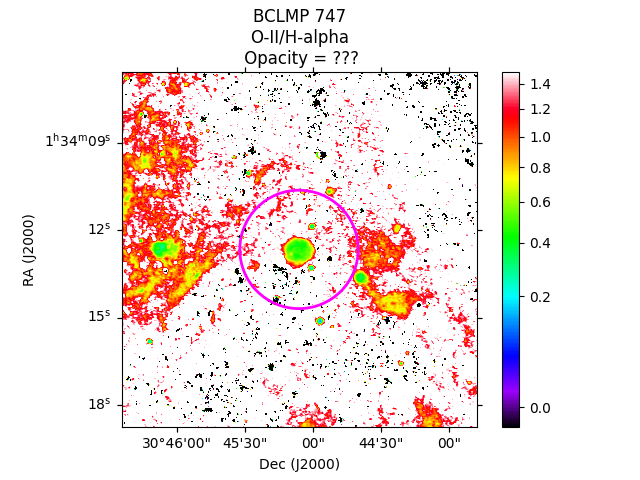 BCLMP 747
O-II/H-alpha
Opacity = ???
RA (J2000)
1ʰ34ᵐ09ˢ
12ˢ
15ˢ
18ˢ
30°46'00" 45'30" 00" 44'30" 00"
Dec (J2000)
1.4
1.2
1.0
0.8
0.6
0.4
0.2
0.0